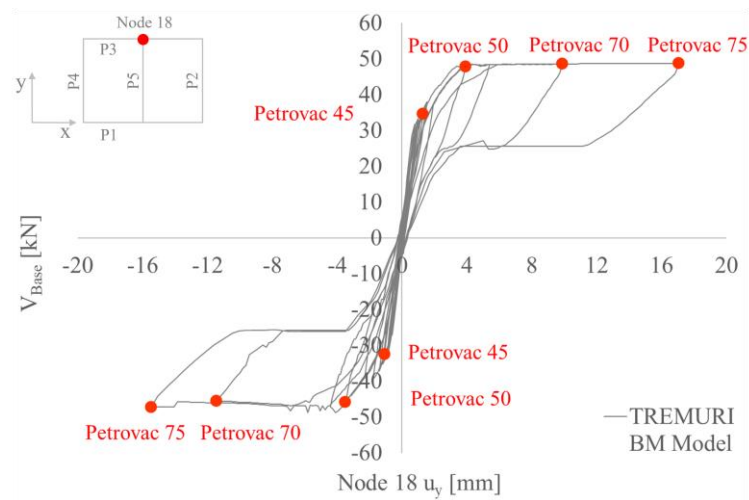 60
Node 18
Petrovac 50
Petrovac 70
Petrovac 75
50
P3
40
P4
P5
P2
y
Petrovac 45
30
x
P1
20
10
0
-20
-16
-12
-8
-4
0
4
8
12
16
20
-10
V_Base [kN]
-20
-30
Petrovac 45
-40
Petrovac 50
-50
Petrovac 75
Petrovac 70
TREMURI
BM Model
-60
Node 18 u_y [mm]